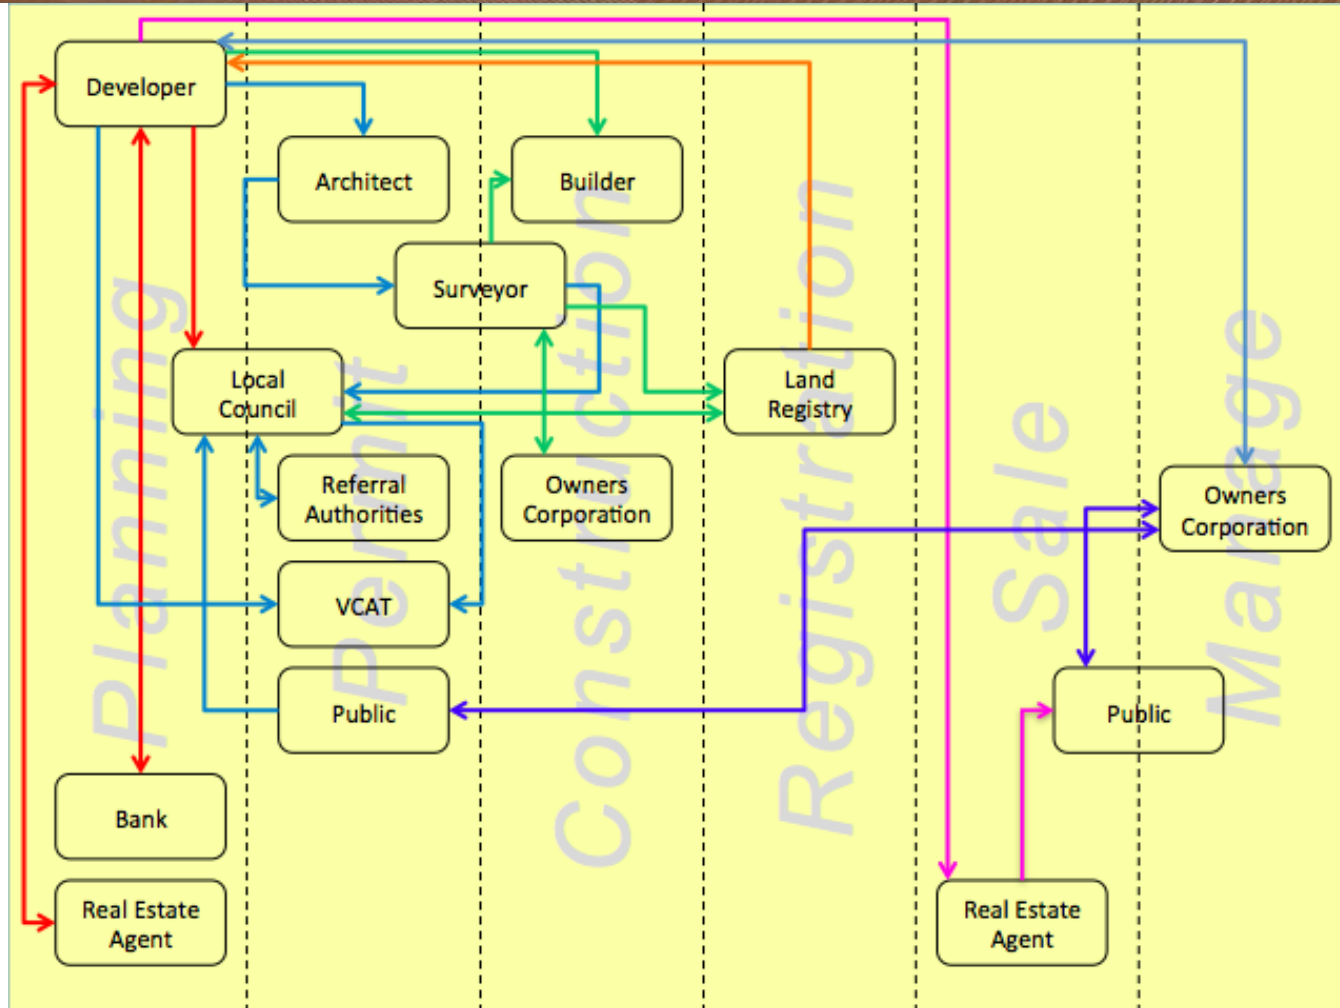 Developer
Architect
Builder
Surveyor
Local
Council
Land
Registry
Referral
Authorities
Owners
Corporation
Owners
Corporation
VCAT
Public
Public
Bank
Real Estate
Agent
Real Estate
Agent
Planning
Permit
Construction
Registration
Sale
Manage